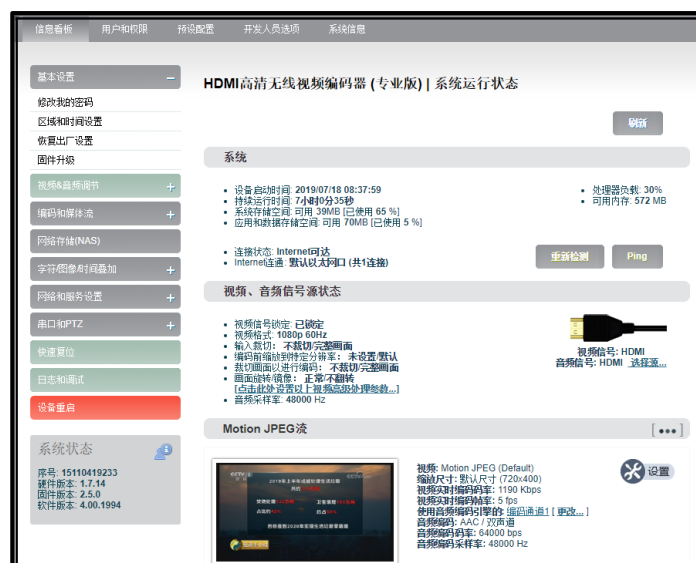 信息看板 用户和权限 预设配置 开发人员选项 系统信息
基本设置
修改我的密码
区域和时间设置
恢复出厂设置
固件升级
视频&音频调节
编码和媒体流
网络存储(NAS)
字符/图像/时间叠加
网络和服务设置
串口和PTZ
快速复位
日志和调试
设备重启
系统状态
序号: 15110419233
硬件版本: 1.7.14
固件版本: 2.5.0
软件版本: 4.00.1994
HDMI高清无线视频编码器 (专业版) | 系统运行状态
刷新
系统
设备启动时间: 2019/07/18 08:37:59
持续运行时间: 7小时0分35秒
系统存储空间: 可用 39MB [已使用 65 %]
应用和数据存储空间: 可用 70MB [已使用 5 %]
处理器负载: 30%
可用内存: 572 MB
连接状态: Internet可达
Internet连通: 默认以太网口 (共1连接)
重新检测 Ping
视频、音频信号源状态
视频信号锁定: 已锁定
视频格式: 1080p 60Hz
输入裁切: 不裁切/完整画面
编码前缩放到特定分辨率: 未设置/默认
裁切画面以进行编码: 不裁切/完整画面
画面旋转/镜像: 正常/不翻转
[点击此处设置以上视频高级处理参数...]
音频采样率: 48000 Hz
视频信号: HDMI
音频信号: HDMI 选择源...
Motion JPEG流
[•••]
2019年上半年
共约
视频: Motion JPEG (Default)
缩放尺寸: 默认尺寸 (720x400)
视频实时编码码率: 1190 Kbps
视频实时编码帧率: 5 fps
使用音频编码引擎的: 编码通道1 [ 更改... ]
音频编码: AAC / 双声道
音频编码码率: 64000 bps
音频编码采样率: 48000 Hz
设置